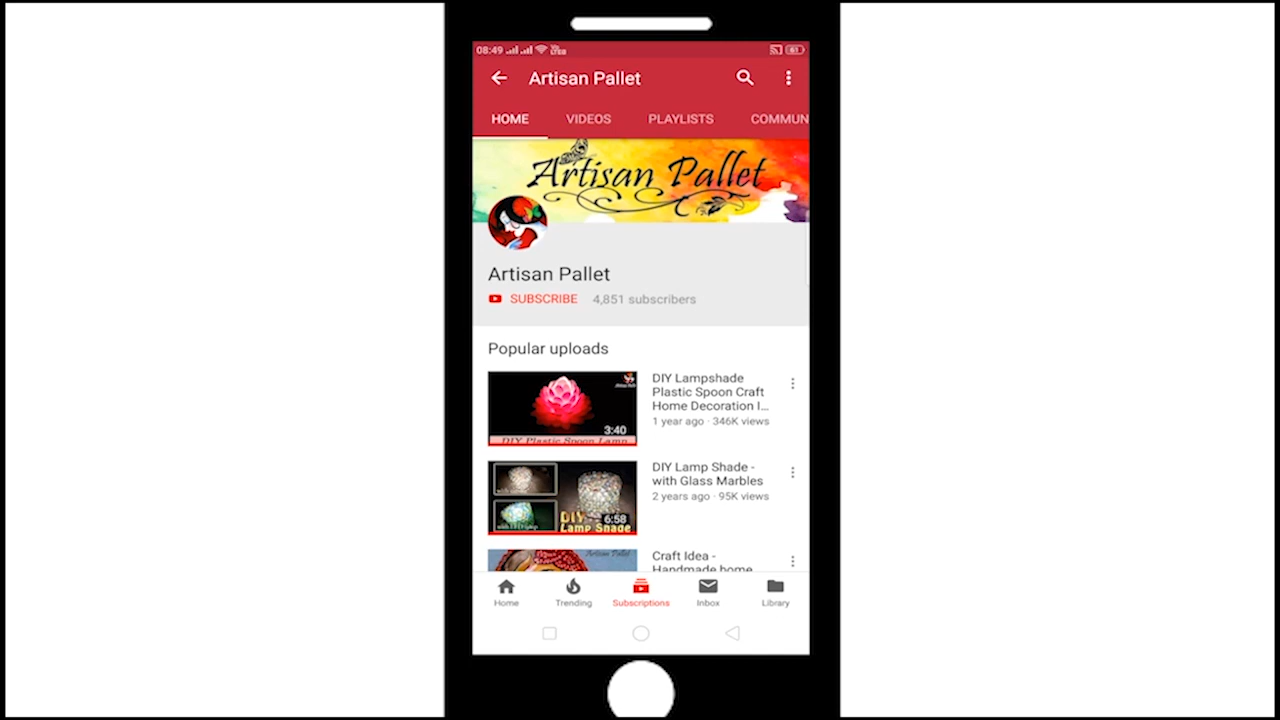 08:49
61
Artisan Pallet
HOME VIDEOS PLAYLISTS COMMUN
Artisan Pallet
Artisan Pallet
SUBSCRIBE 4,851 subscribers
Popular uploads
3:40
DIY Plastic Spoon Lamp
DIY Lampshade
Plastic Spoon Craft
Home Decoration I...
1 year ago · 346K views
6:58
DIY
Lamp Shade
DIY Lamp Shade -
with Glass Marbles
2 years ago · 95K views
Artisan Pallet
Craft Idea -
Handmade home
Home Trending Subscriptions Inbox Library